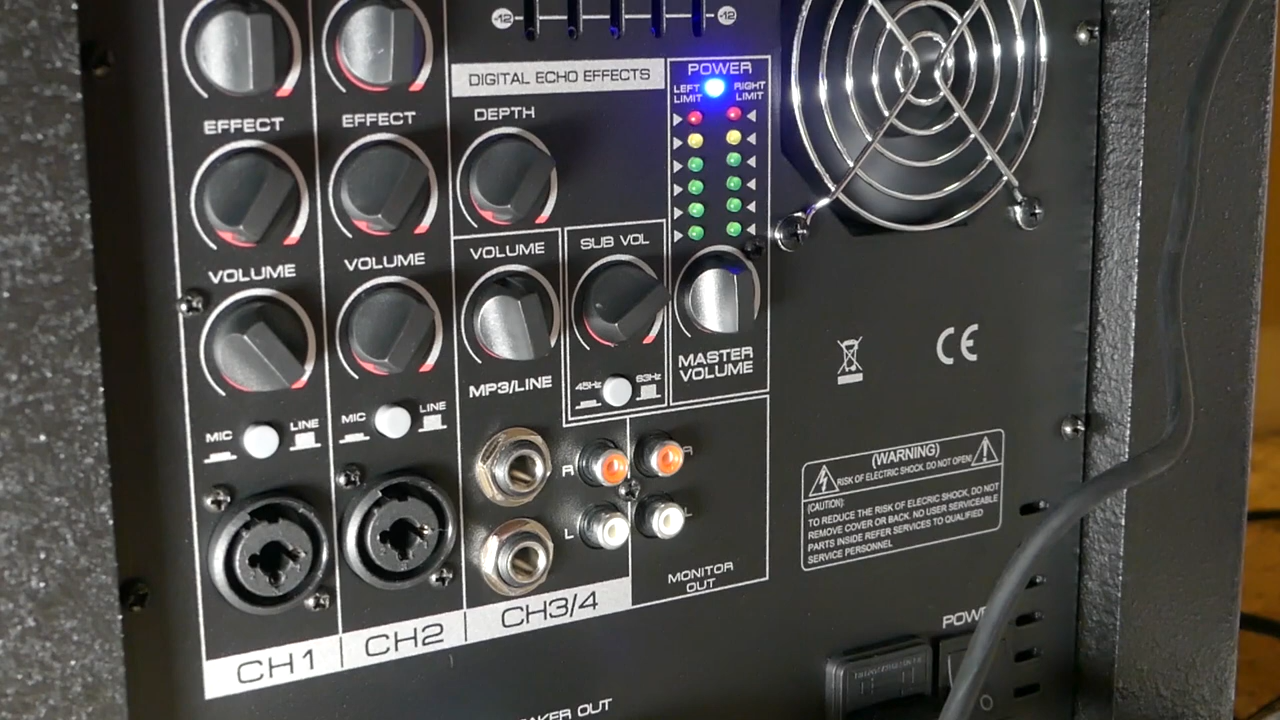 -12 -12
DIGITAL ECHO EFFECTS
POWER
LEFT LIMIT
RIGHT LIMIT
EFFECT
EFFECT
DEPTH
VOLUME
VOLUME
VOLUME
SUB VOL
MP3/LINE
MASTER
VOLUME
45Hz
63Hz
MIC
LINE
MIC
LINE
R
L
R
L
MONITOR
OUT
CH1 | CH2 | CH3/4
CE
(WARNING)
RISK OF ELECTRIC SHOCK. DO NOT OPEN!
(CAUTION):
TO REDUCE THE RISK OF ELECRIC SHOCK, DO NOT
REMOVE COVER OR BACK. NO USER SERVICEABLE
PARTS INSIDE REFER SERVICES TO QUALIFIED
SERVICE PERSONNEL
POWE
AKER OUT
O